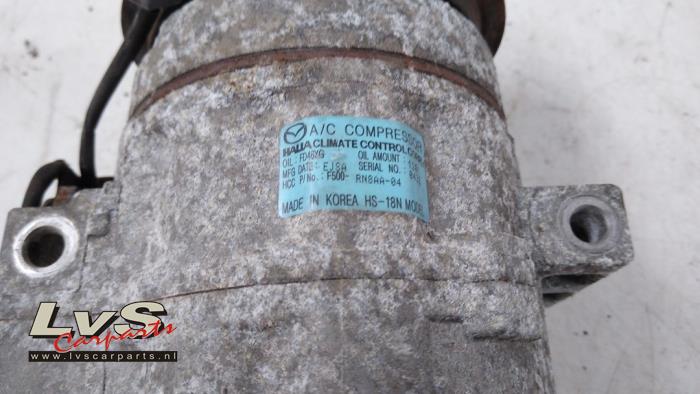 A/C COMPRESSOR
HALLA CLIMATE CONTROL
OIL: FD46XG OIL AMOUNT:
MFG DATE: EJ8A SERIAL NO.:
HCC P/No.: F500-RN8AA-04
MADE IN KOREA HS-18N MODEL
LvS
Carparts
www.lvscarparts.nl